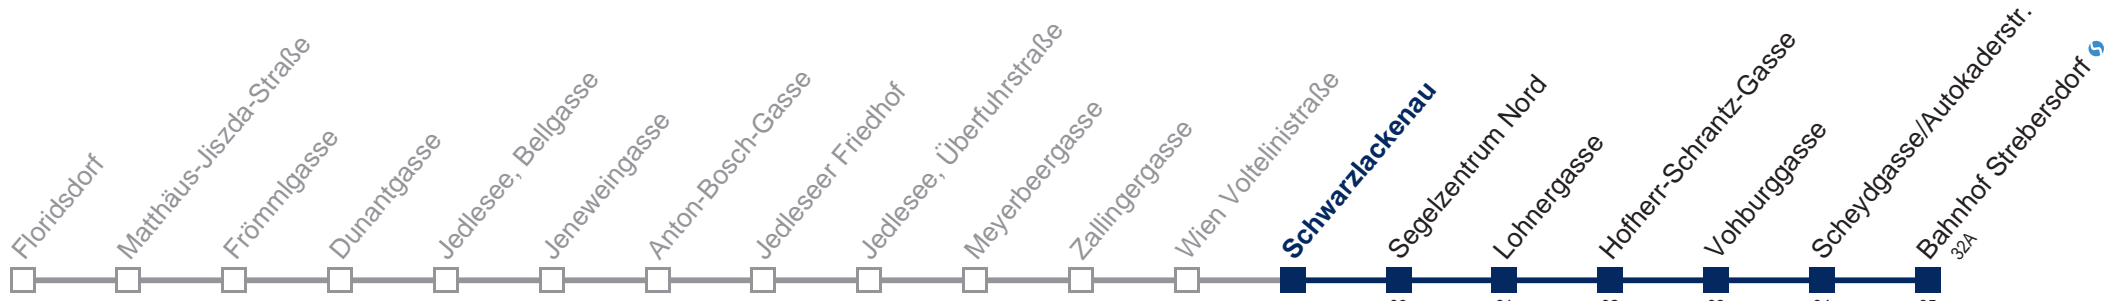 Floridsdorf
Matthäus-Jiszda-Straße
Frömmlgasse
Dunantgasse
Jedlesee, Bellgasse
Jeneweingasse
Anton-Bosch-Gasse
Jedleseer Friedhof
Jedlesee, Überfuhrstraße
Meyerbeergasse
Zallingergasse
Wien Voltelinistraße
Schwarzlackenau
Segelzentrum Nord
Lohnergasse
Hofherr-Schrantz-Gasse
Vohburggasse
Scheydgasse/Autokaderstr.
Bahnhof Strebersdorf
32A